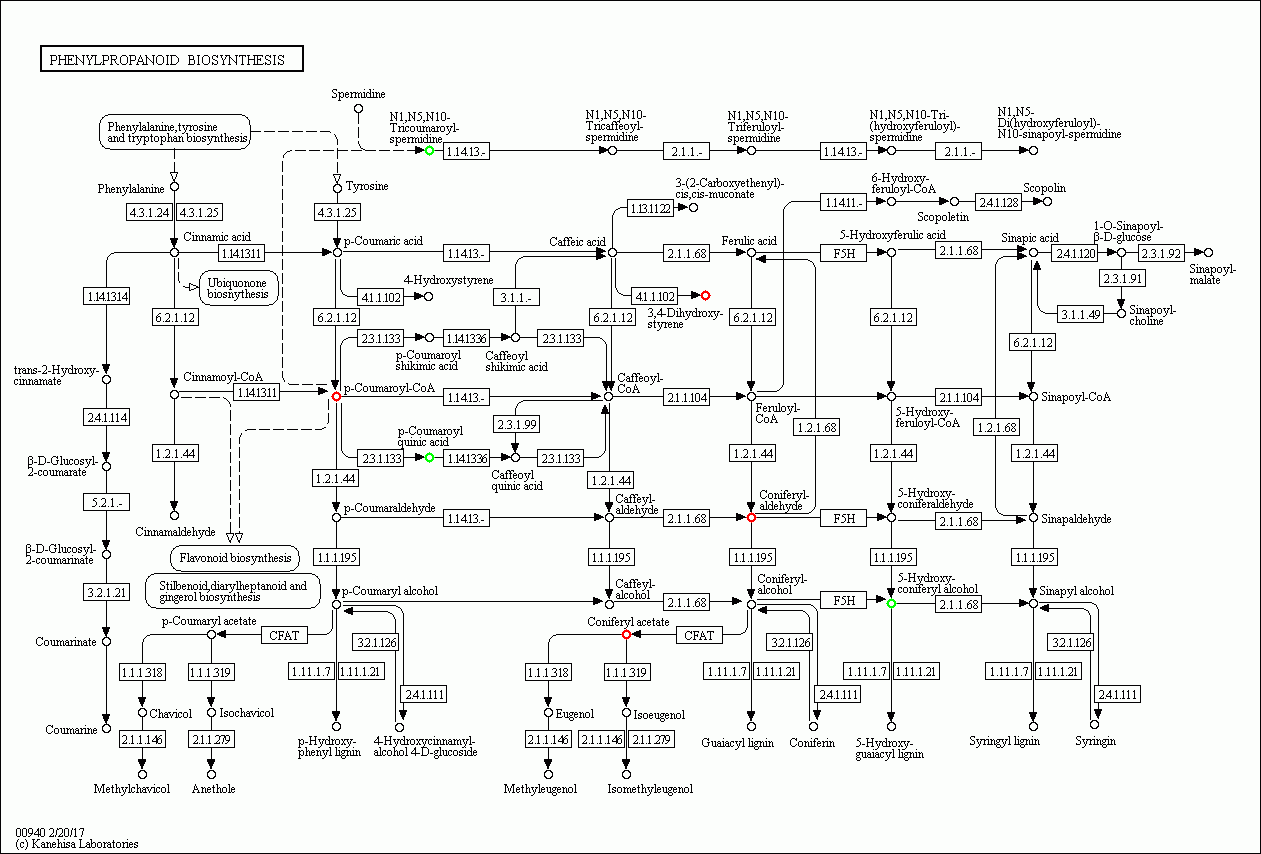 PHENYLPROPANOID BIOSYNTHESIS
Spermidine
N1,N5,N10-
Tricoumaroyl-
spermidine
N1,N5,N10-
Tricaffeoyl-
spermidine
N1,N5,N10-
Triferuloyl-
spermidine
N1,N5,N10-Tri-
(hydroxyferuloyl)-
spermidine
N1,N5-
Di(hydroxyferuloyl)-
N10-sinapoyl-spermidine
Phenylalanine,tyrosine
and tryptophan biosynthesis
1.14.13.-
2.1.1.-
1.14.13.-
2.1.1.-
Phenylalanine
Tyrosine
3-(2-Carboxyethenyl)-
cis,cis-muconate
6-Hydroxy-
feruloyl-CoA
Scopoletin
Scopolin
4.3.1.24
4.3.1.25
4.3.1.25
1.13.11.22
1.14.11.-
2.4.1.128
Cinnamic acid
p-Coumaric acid
Caffeic acid
Ferulic acid
5-Hydroxyferulic acid
Sinapic acid
1-O-Sinapoyl-
β-D-glucose
1.14.13.11
1.14.13.-
2.1.1.68
F5H
2.1.1.68
2.4.1.120
2.3.1.92
Sinapoyl-
malate
Ubiquonone
biosnythesis
4-Hydroxystyrene
4.1.1.102
3.1.1.-
4.1.1.102
3,4-Dihydroxy-
styrene
2.3.1.91
3.1.1.49
Sinapoyl-
choline
1.14.13.14
6.2.1.12
6.2.1.12
6.2.1.12
6.2.1.12
6.2.1.12
6.2.1.12
2.3.1.133
1.14.13.36
2.3.1.133
p-Coumaroyl
shikimic acid
Caffeoyl
shikimic acid
trans-2-Hydroxy-
cinnamate
Cinnamoyl-CoA
1.14.13.11
p-Coumaroyl-CoA
1.14.13.-
Caffeoyl-
CoA
2.1.1.104
Feruloyl-
CoA
5-Hydroxy-
feruloyl-CoA
2.1.1.104
Sinapoyl-CoA
2.4.1.114
2.3.1.99
1.2.1.68
1.2.1.68
p-Coumaroyl
quinic acid
2.3.1.133
1.14.13.36
2.3.1.133
Caffeoyl
quinic acid
1.2.1.44
1.2.1.44
1.2.1.44
1.2.1.44
1.2.1.44
1.2.1.44
β-D-Glucosyl-
2-coumarate
5.2.1.-
Cinnamaldehyde
p-Coumaraldehyde
1.14.13.-
Caffeyl-
aldehyde
2.1.1.68
Coniferyl-
aldehyde
F5H
5-Hydroxy-
coniferaldehyde
2.1.1.68
Sinapaldehyde
β-D-Glucosyl-
2-coumarinate
Flavonoid biosynthesis
1.1.1.195
1.1.1.195
1.1.1.195
1.1.1.195
1.1.1.195
Stilbenoid,diarylheptanoid and
gingerol biosynthesis
3.2.1.21
p-Coumaryl alcohol
Caffeyl-
alcohol
2.1.1.68
Coniferyl-
alcohol
F5H
5-Hydroxy-
coniferyl alcohol
2.1.1.68
Sinapyl alcohol
Coumarinate
p-Coumaryl acetate
CFAT
3.2.1.126
Coniferyl acetate
CFAT
3.2.1.126
3.2.1.126
1.1.1.318
1.1.1.319
1.11.1.7
1.11.1.21
2.4.1.111
1.1.1.318
1.1.1.319
1.11.1.7
1.11.1.21
2.4.1.111
1.11.1.7
1.11.1.21
1.11.1.7
1.11.1.21
2.4.1.111
Coumarine
Chavicol
Isochavicol
Eugenol
Isoeugenol
2.1.1.146
2.1.1.279
2.1.1.146
2.1.1.146
2.1.1.279
p-Hydroxy-
phenyl lignin
4-Hydroxycinnamyl-
alcohol 4-D-glucoside
Guaiacyl lignin
Coniferin
5-Hydroxy-
guaiacyl lignin
Syringyl lignin
Syringin
Methylchavicol
Anethole
Methyleugenol
Isomethyleugenol
00940 2/20/17
(c) Kanehisa Laboratories